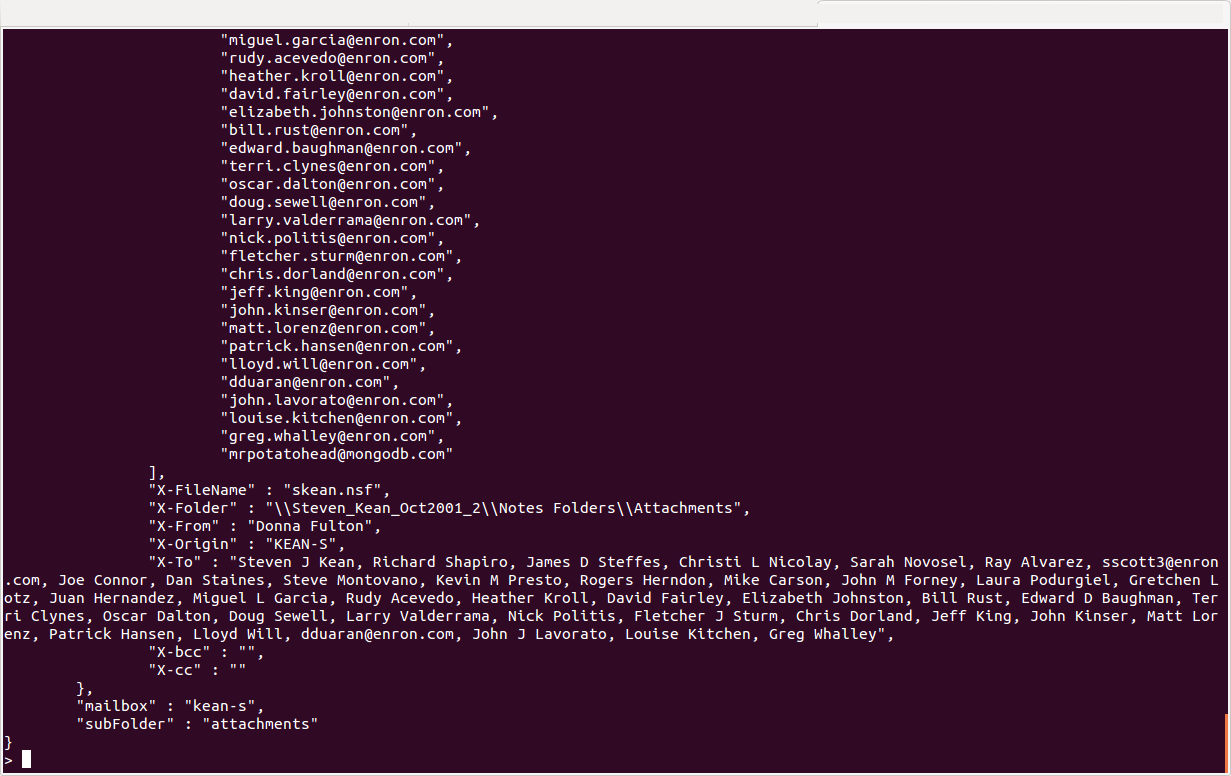 "miguel.garcia@enron.com",
"rudy.acevedo@enron.com",
"heather.kroll@enron.com",
"david.fairley@enron.com",
"elizabeth.johnston@enron.com",
"bill.rust@enron.com",
"edward.baughman@enron.com",
"terri.clynes@enron.com",
"oscar.dalton@enron.com",
"doug.sewell@enron.com",
"larry.valderrama@enron.com",
"nick.politis@enron.com",
"fletcher.sturm@enron.com",
"chris.dorland@enron.com",
"jeff.king@enron.com",
"john.kinser@enron.com",
"matt.lorenz@enron.com",
"patrick.hansen@enron.com",
"lloyd.will@enron.com",
"dduaran@enron.com",
"john.lavorato@enron.com",
"louise.kitchen@enron.com",
"greg.whalley@enron.com",
"mrpotatohead@mongodb.com"
],
"X-FileName" : "skean.nsf",
"X-Folder" : "\\Steven_Kean_Oct2001_2\\Notes Folders\\Attachments",
"X-From" : "Donna Fulton",
"X-Origin" : "KEAN-S",
"X-To" : "Steven J Kean, Richard Shapiro, James D Steffes, Christi L Nicolay, Sarah Novosel, Ray Alvarez, sscott3@enron
.com, Joe Connor, Dan Staines, Steve Montovano, Kevin M Presto, Rogers Herndon, Mike Carson, John M Forney, Laura Podurgiel, Gretchen L
otz, Juan Hernandez, Miguel L Garcia, Rudy Acevedo, Heather Kroll, David Fairley, Elizabeth Johnston, Bill Rust, Edward D Baughman, Ter
ri Clynes, Oscar Dalton, Doug Sewell, Larry Valderrama, Nick Politis, Fletcher J Sturm, Chris Dorland, Jeff King, John Kinser, Matt Lor
enz, Patrick Hansen, Lloyd Will, dduaran@enron.com, John J Lavorato, Louise Kitchen, Greg Whalley",
"X-bcc" : "",
"X-cc" : ""
},
"mailbox" : "kean-s",
"subFolder" : "attachments"
}
>